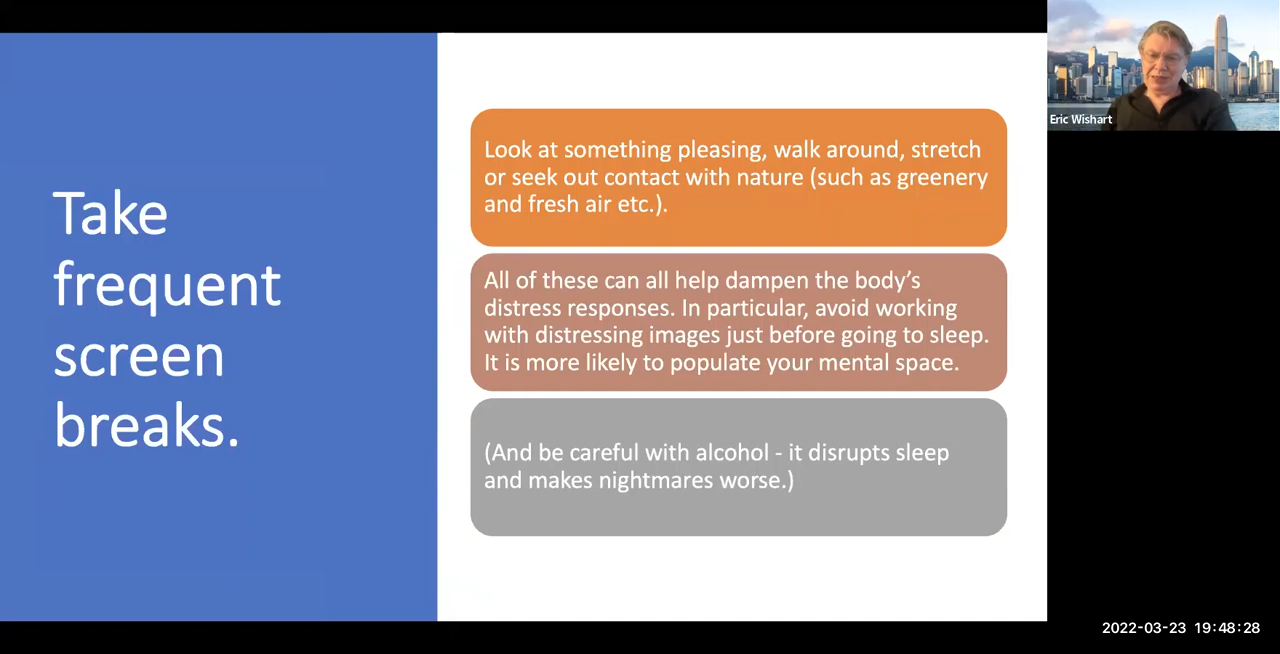 Take
frequent
screen
breaks.
Look at something pleasing, walk around, stretch
or seek out contact with nature (such as greenery
and fresh air etc.).
All of these can all help dampen the body’s
distress responses. In particular, avoid working
with distressing images just before going to sleep.
It is more likely to populate your mental space.
(And be careful with alcohol - it disrupts sleep
and makes nightmares worse.)
Eric Wishart
2022-03-23 19:48:28